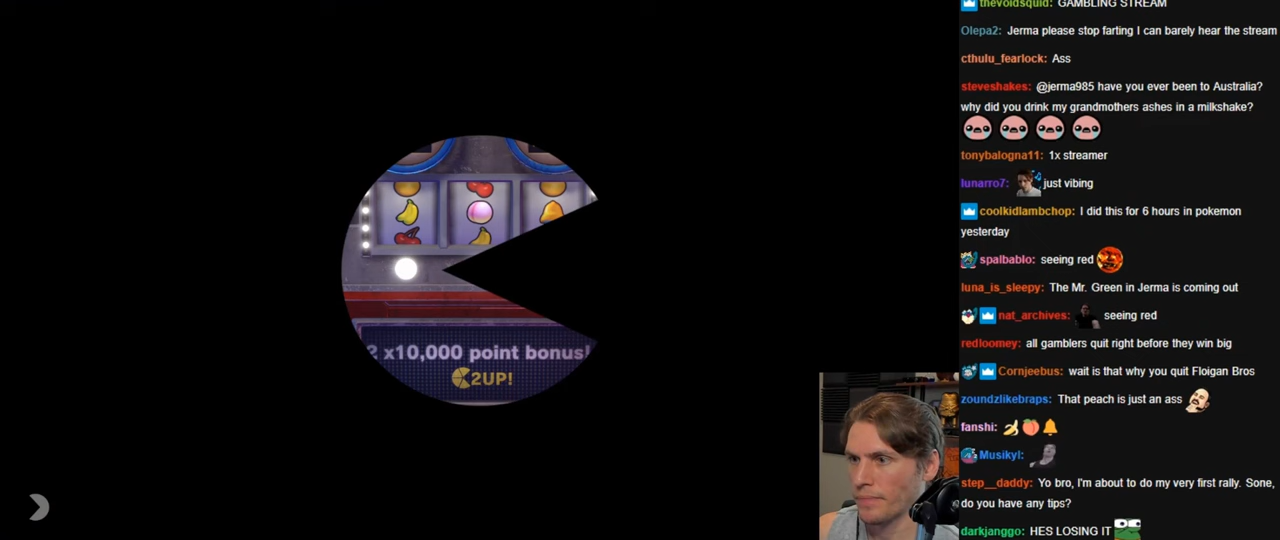 2 x10,000 point bonus!
2UP!
thevoidsquid: GAMBLING STREAM
Olepa2: Jerma please stop farting I can barely hear the stream
cthulu_fearlock: Ass
steveshakes: @jerma985 have you ever been to Australia?
why did you drink my grandmothers ashes in a milkshake?
tonybalogna11: 1x streamer
lunarro7: just vibing
coolkidlambchop: I did this for 6 hours in pokemon
yesterday
spalbablo: seeing red
luna_is_sleepy: The Mr. Green in Jerma is coming out
nat_archives: seeing red
redloomey: all gamblers quit right before they win big
Cornjeebus: wait is that why you quit Floigan Bros
zoundzlikebraps: That peach is just an ass
fanshi: 🍌🍑🔔
Musikyl:
step__daddy: Yo bro, I'm about to do my very first rally. Sone,
do you have any tips?
darkjanggo: HES LOSING IT